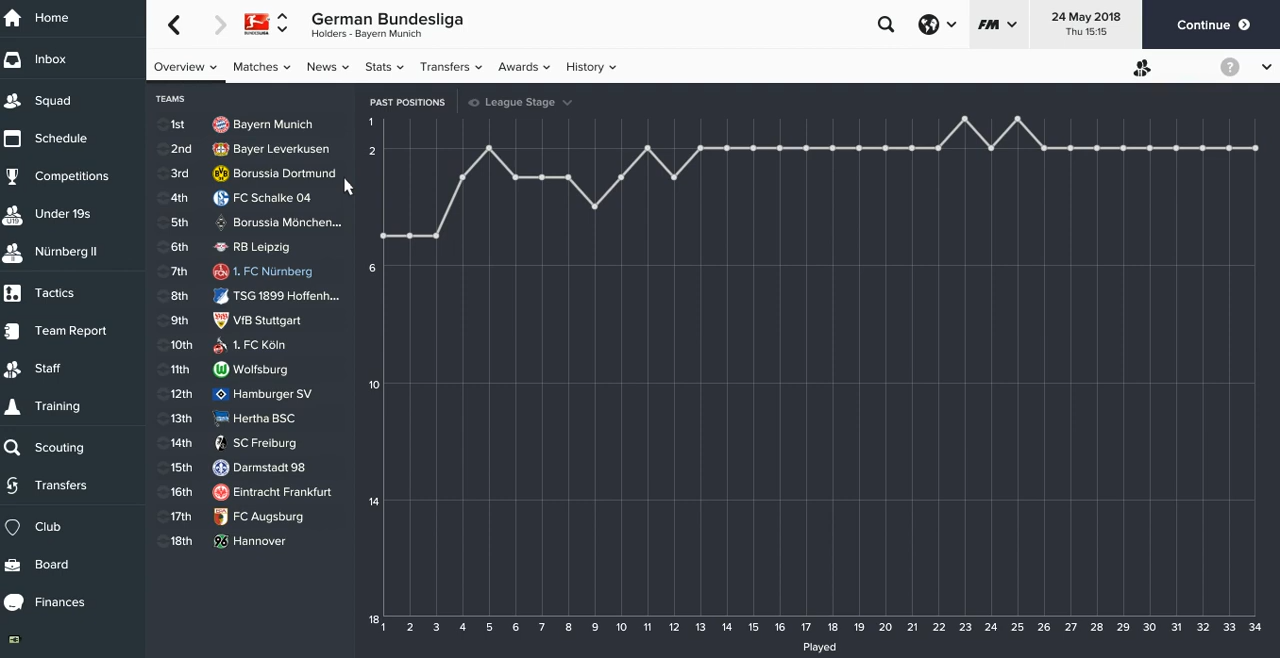 Home
Inbox
Squad
Schedule
Competitions
Under 19s
Nürnberg II
Tactics
Team Report
Staff
Training
Scouting
Transfers
Club
Board
Finances
German Bundesliga
Holders - Bayern Munich
FM
24 May 2018
Thu 15:15
Continue
Overview
Matches
News
Stats
Transfers
Awards
History
?
TEAMS
1st Bayern Munich
2nd Bayer Leverkusen
3rd Borussia Dortmund
4th FC Schalke 04
5th Borussia Mönchen...
6th RB Leipzig
7th 1. FC Nürnberg
8th TSG 1899 Hoffenh...
9th VfB Stuttgart
10th 1. FC Köln
11th Wolfsburg
12th Hamburger SV
13th Hertha BSC
14th SC Freiburg
15th Darmstadt 98
16th Eintracht Frankfurt
17th FC Augsburg
18th Hannover
PAST POSITIONS League Stage
1
2
6
10
14
18
1 2 3 4 5 6 7 8 9 10 11 12 13 14 15 16 17 18 19 20 21 22 23 24 25 26 27 28 29 30 31 32 33 34
Played